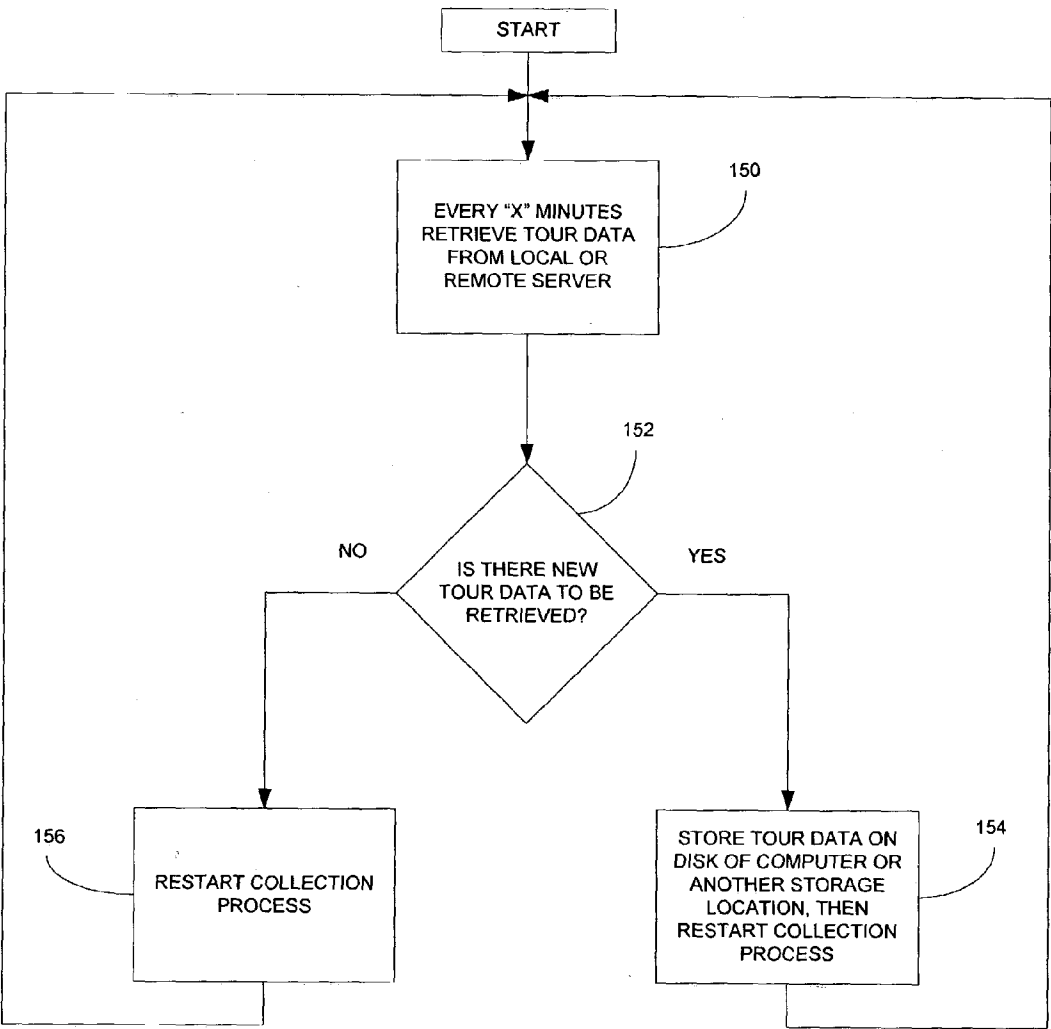 START
150
EVERY "X" MINUTES
RETRIEVE TOUR DATA
FROM LOCAL OR
REMOTE SERVER
152
NO
YES
IS THERE NEW
TOUR DATA TO BE
RETRIEVED?
156
RESTART COLLECTION
PROCESS
154
STORE TOUR DATA ON
DISK OF COMPUTER OR
ANOTHER STORAGE
LOCATION, THEN
RESTART COLLECTION
PROCESS